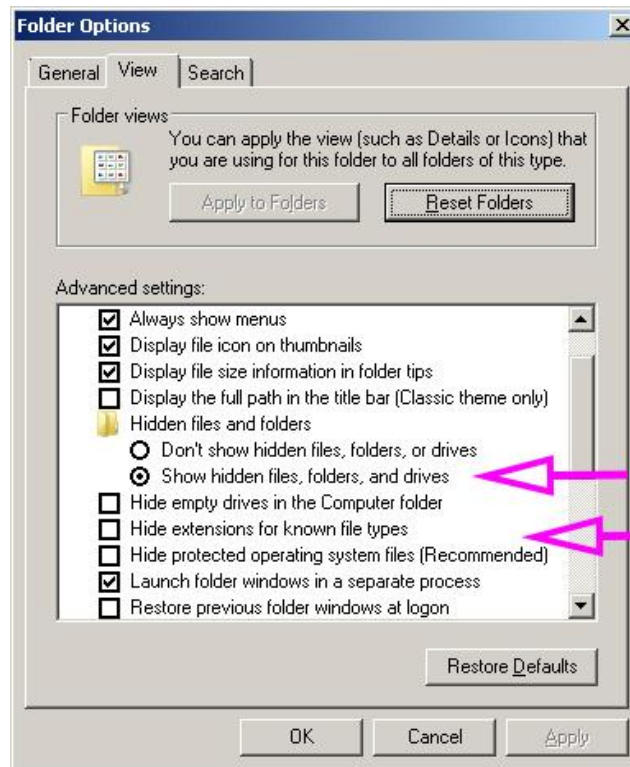 Folder Options
General View Search
Folder views
You can apply the view (such as Details or Icons) that
you are using for this folder to all folders of this type.
Apply to Folders Reset Folders
Advanced settings:
Always show menus
Display file icon on thumbnails
Display file size information in folder tips
Display the full path in the title bar (Classic theme only)
Hidden files and folders
Don't show hidden files, folders, or drives
Show hidden files, folders, and drives
Hide empty drives in the Computer folder
Hide extensions for known file types
Hide protected operating system files (Recommended)
Launch folder windows in a separate process
Restore previous folder windows at logon
Restore Defaults
OK Cancel Apply